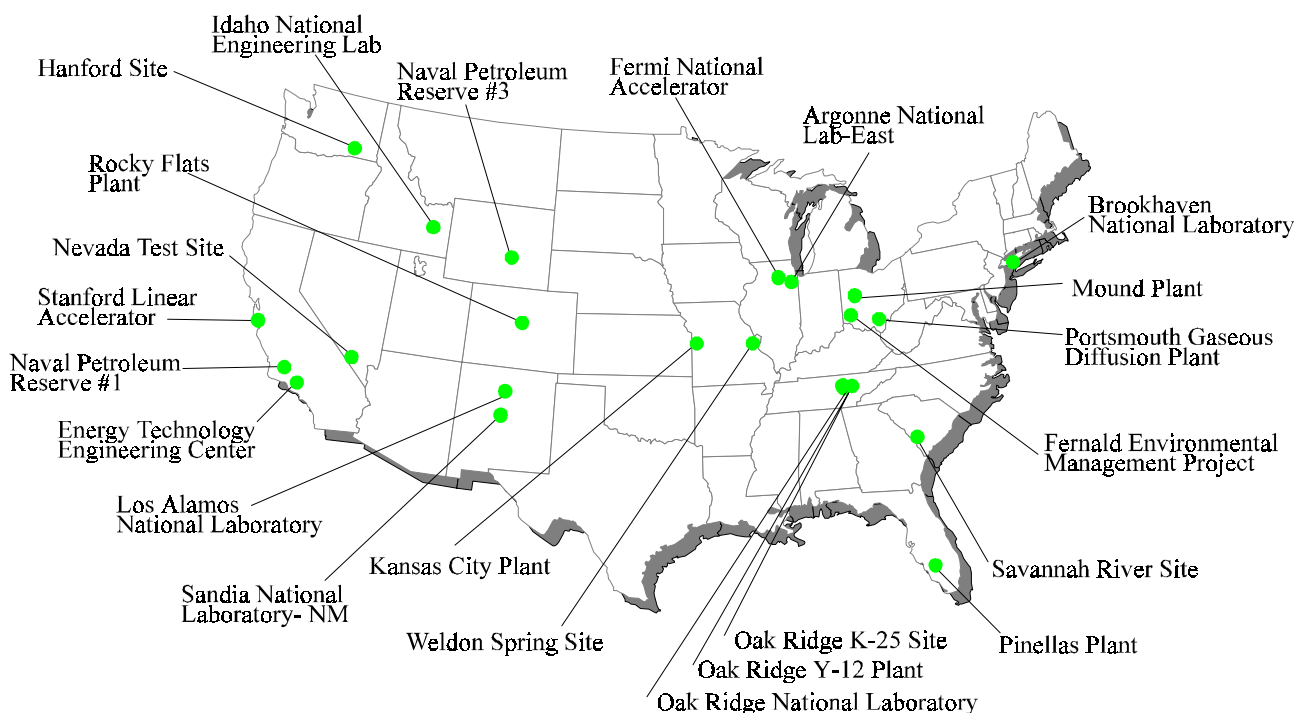 Idaho National
Engineering Lab
Hanford Site
Naval Petroleum
Reserve #3
Fermi National
Accelerator
Argonne National
Lab-East
Rocky Flats
Plant
Brookhaven
National Laboratory
Nevada Test Site
Mound Plant
Stanford Linear
Accelerator
Portsmouth Gaseous
Diffusion Plant
Naval Petroleum
Reserve #1
Energy Technology
Engineering Center
Fernald Environmental
Management Project
Los Alamos
National Laboratory
Kansas City Plant
Savannah River Site
Sandia National
Laboratory- NM
Weldon Spring Site
Oak Ridge K-25 Site
Pinellas Plant
Oak Ridge Y-12 Plant
Oak Ridge National Laboratory